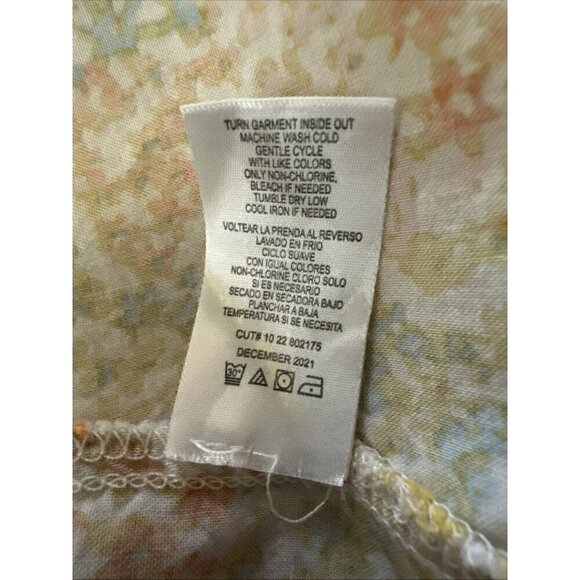 TURN GARMENT INSIDE OUT
MACHINE WASH COLD
GENTLE CYCLE
WITH LIKE COLORS
ONLY NON-CHLORINE,
BLEACH IF NEEDED
TUMBLE DRY LOW
COOL IRON IF NEEDED
VOLTEAR LA PRENDA AL REVERSO
LAVADO EN FRIO
CICLO SUAVE
CON IGUAL COLORES
NON-CHLORINE CLORO SOLO
SI ES NECESARIO
SECADO EN SECADORA BAJO
PLANCHAR A BAJA
TEMPERATURA SI SE NECESITA
CUT# 10 22 802175
DECEMBER 2021
30°